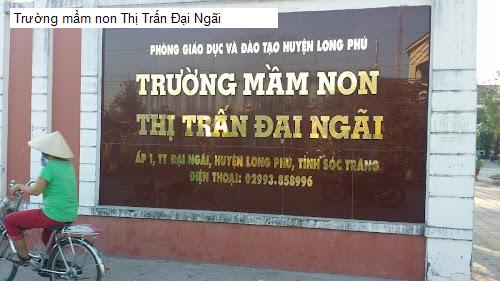 Trường mầm non Thị Trấn Đại Ngãi
PHÒNG GIÁO DỤC VÀ ĐÀO TẠO HUYỆN LONG PHÚ
TRƯỜNG MẦM NON
THỊ TRẤN ĐẠI NGÃI
ẤP 1, TT ĐẠI NGÃI, HUYỆN LONG PHÚ, TỈNH SÓC TRĂNG
ĐIỆN THOẠI: 02993.858996